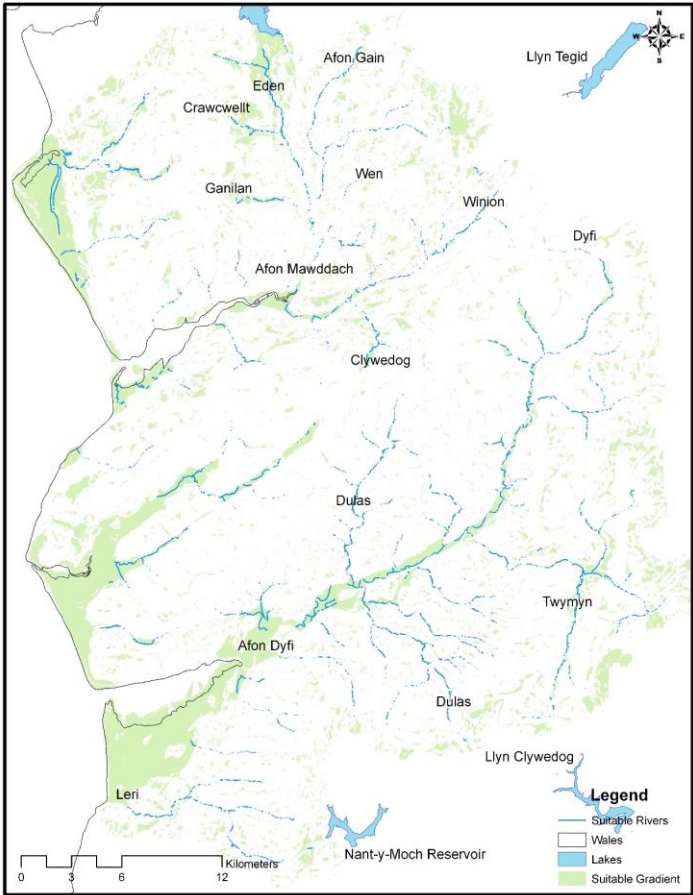 N
W E
S
Llyn Tegid
Afon Gain
Eden
Crawcwellt
Wen
Ganilan
Winion
Dyfi
Afon Mawddach
Clywedog
Dulas
Twymyn
Afon Dyfi
Dulas
Llyn Clywedog
Leri
Nant-y-Moch Reservoir
Legend
Suitable Rivers
Wales
Lakes
Suitable Gradient
Kilometers
0 3 6 12